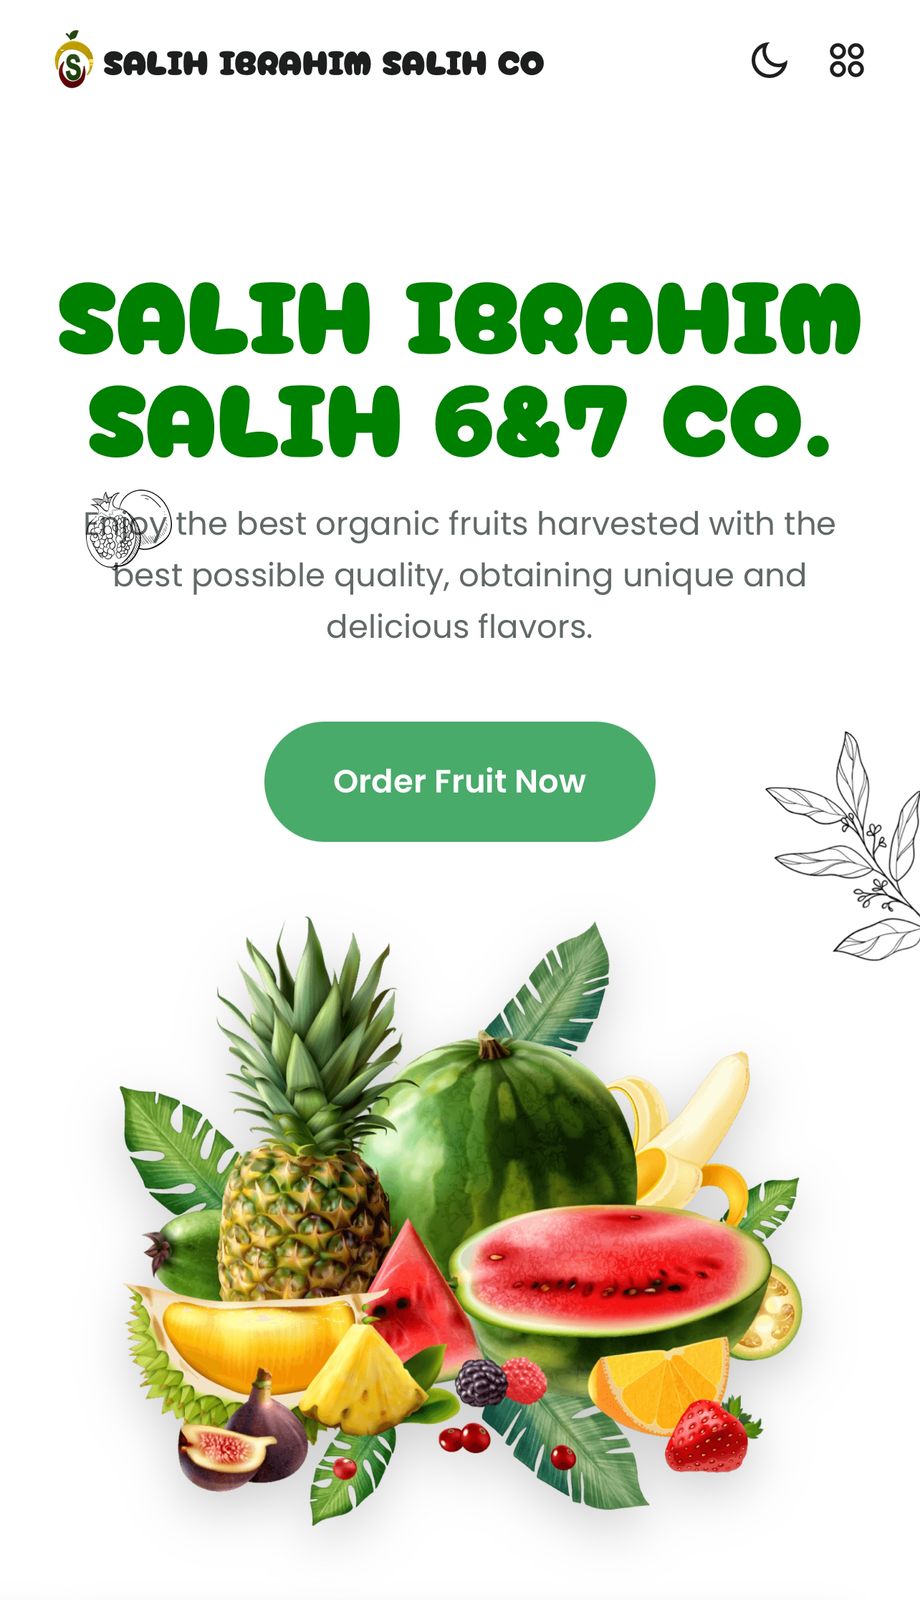 SALIH IBRAHIM SALIH CO
SALIH IBRAHIM
SALIH 6&7 CO.
Enjoy the best organic fruits harvested with the
best possible quality, obtaining unique and
delicious flavors.
Order Fruit Now